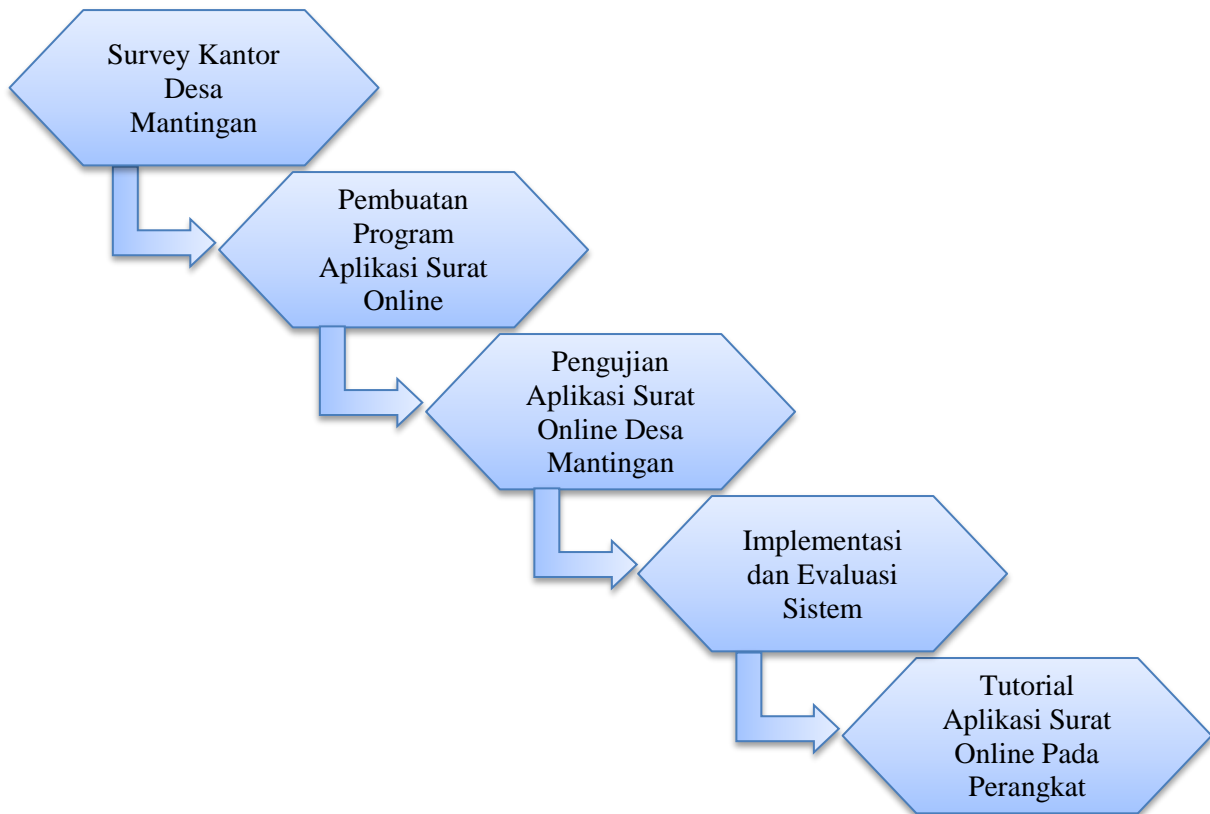 Survey Kantor
Desa
Mantingan
Pembuatan
Program
Aplikasi Surat
Online
Pengujian
Aplikasi Surat
Online Desa
Mantingan
Implementasi
dan Evaluasi
Sistem
Tutorial
Aplikasi Surat
Online Pada
Perangkat